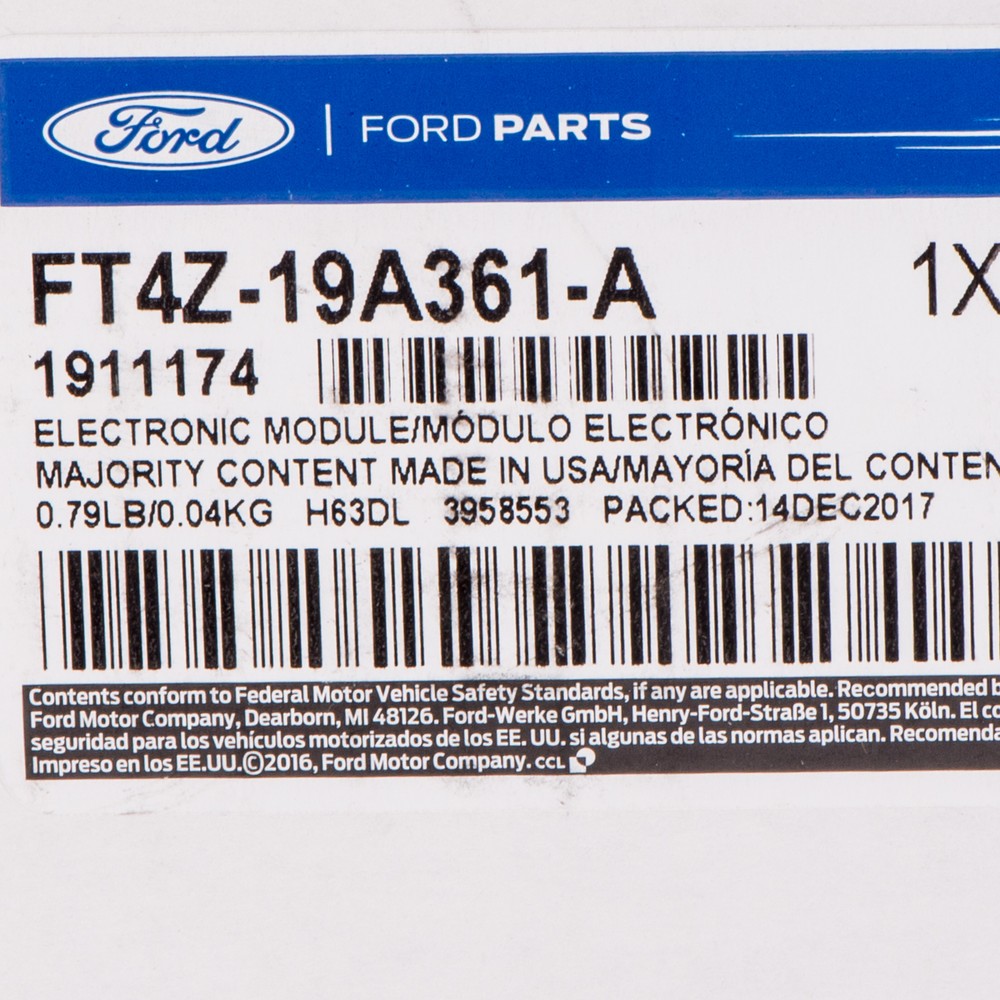 Ford | FORD PARTS
FT4Z-19A361-A 1X
1911174
ELECTRONIC MODULE/MÓDULO ELECTRÓNICO
MAJORITY CONTENT MADE IN USA/MAYORÍA DEL CONTEN
0.79LB/0.04KG H63DL 3958553 PACKED:14DEC2017
Contents conform to Federal Motor Vehicle Safety Standards, if any are applicable. Recommended b
Ford Motor Company, Dearborn, MI 48126. Ford-Werke GmbH, Henry-Ford-Straße 1, 50735 Köln. El co
seguridad para los vehículos motorizados de los EE. UU. si algunas de las normas aplican. Recomenda
Impreso en los EE.UU.©2016, Ford Motor Company. CCL